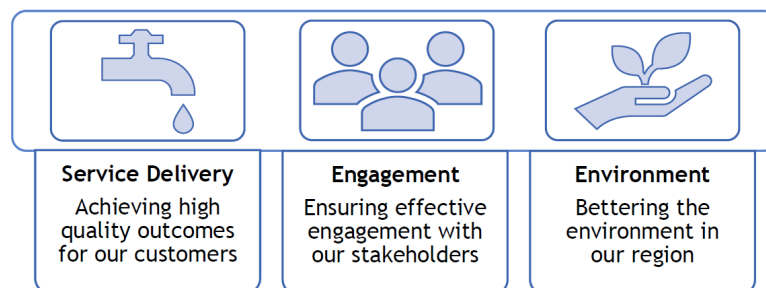 Service Delivery
Achieving high
quality outcomes
for our customers
Engagement
Ensuring effective
engagement with
our stakeholders
Environment
Bettering the
environment in
our region